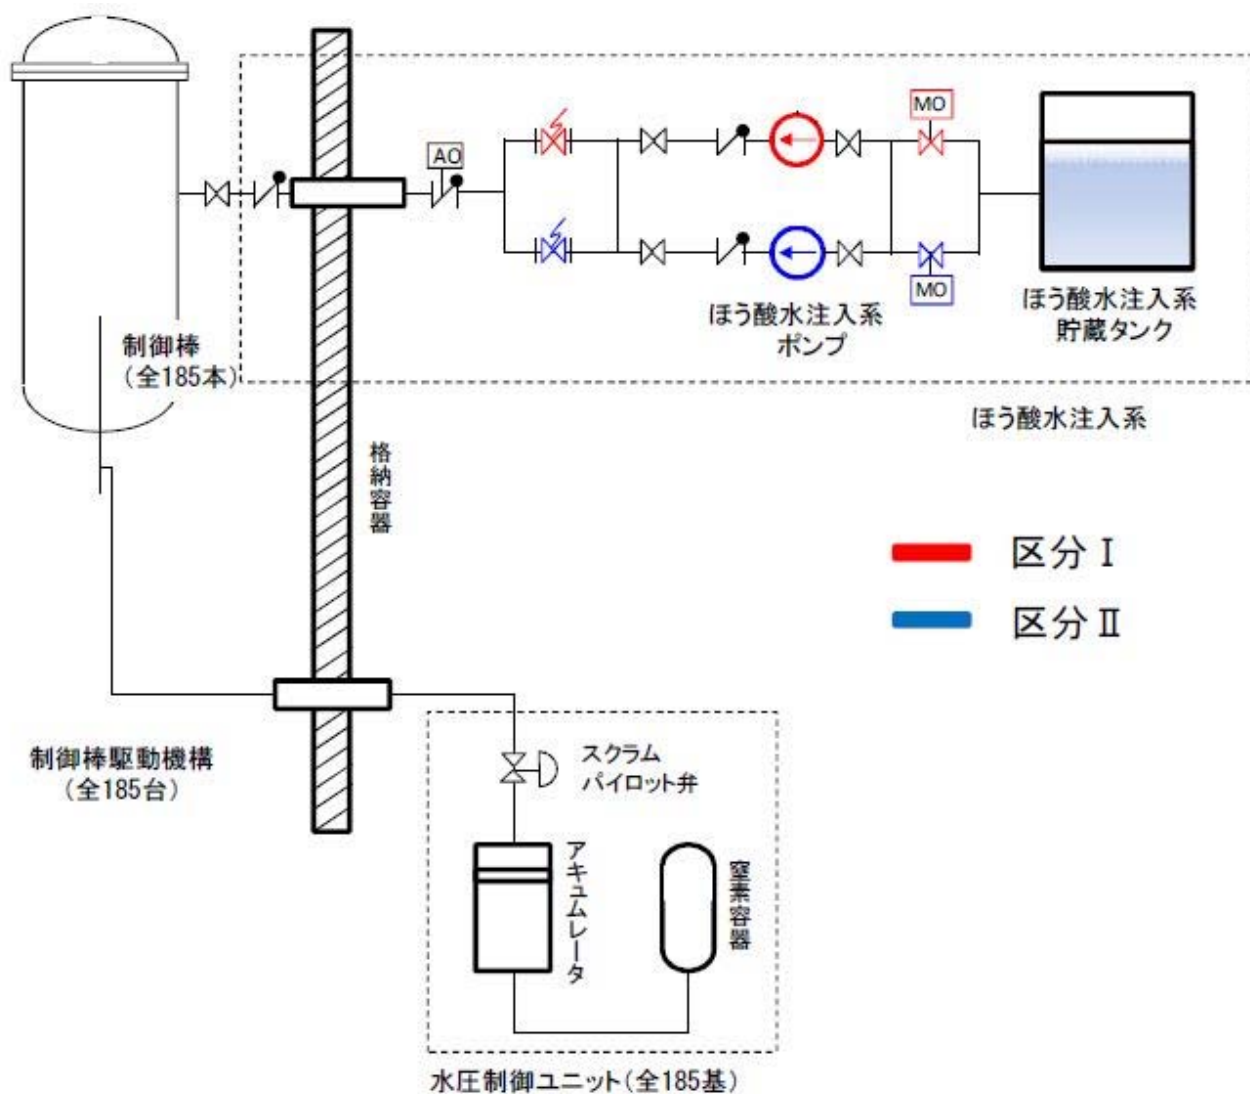 MO
AO
MO
ほう酸水注入系
ポンプ
ほう酸水注入系
貯蔵タンク
制御棒
(全185本)
ほう酸水注入系
格納容器
区分Ⅰ
区分Ⅱ
制御棒駆動機構
(全185台)
スクラム
パイロット弁
アキュムレータ
窒素容器
水圧制御ユニット(全185基)